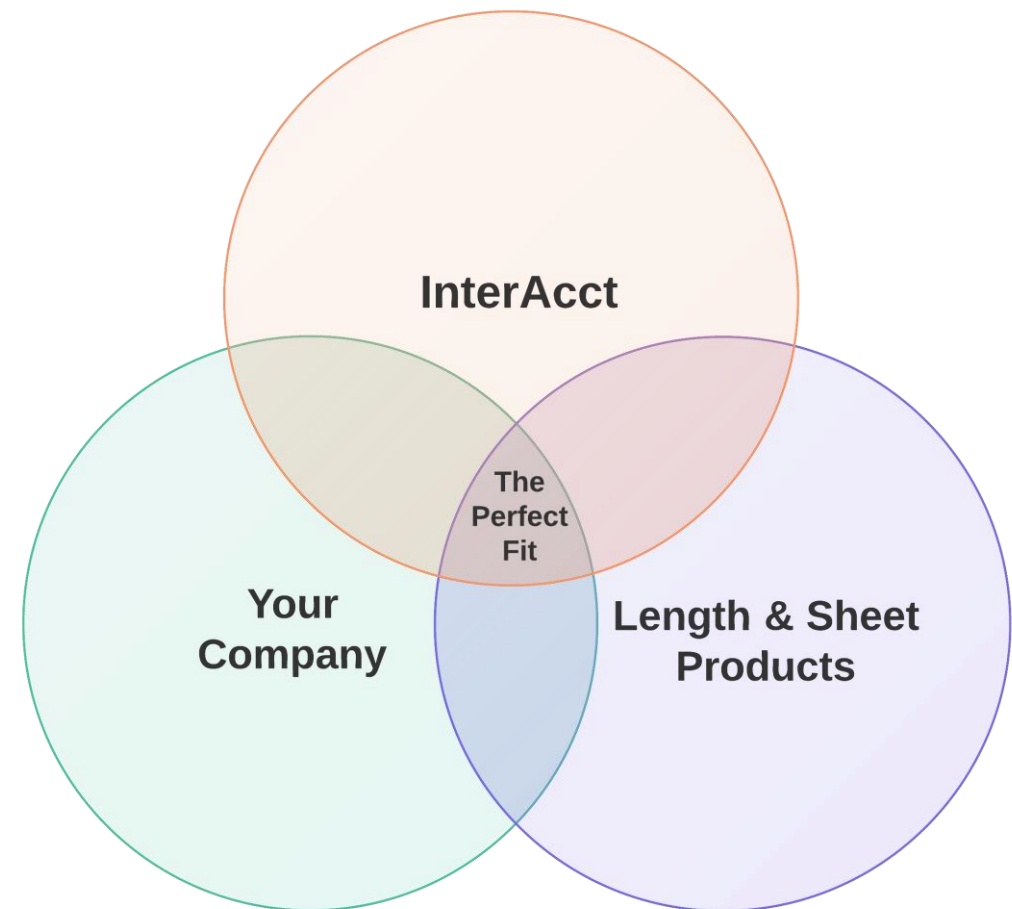 InterAcct
The
Perfect
Fit
Your
Company
Length & Sheet
Products